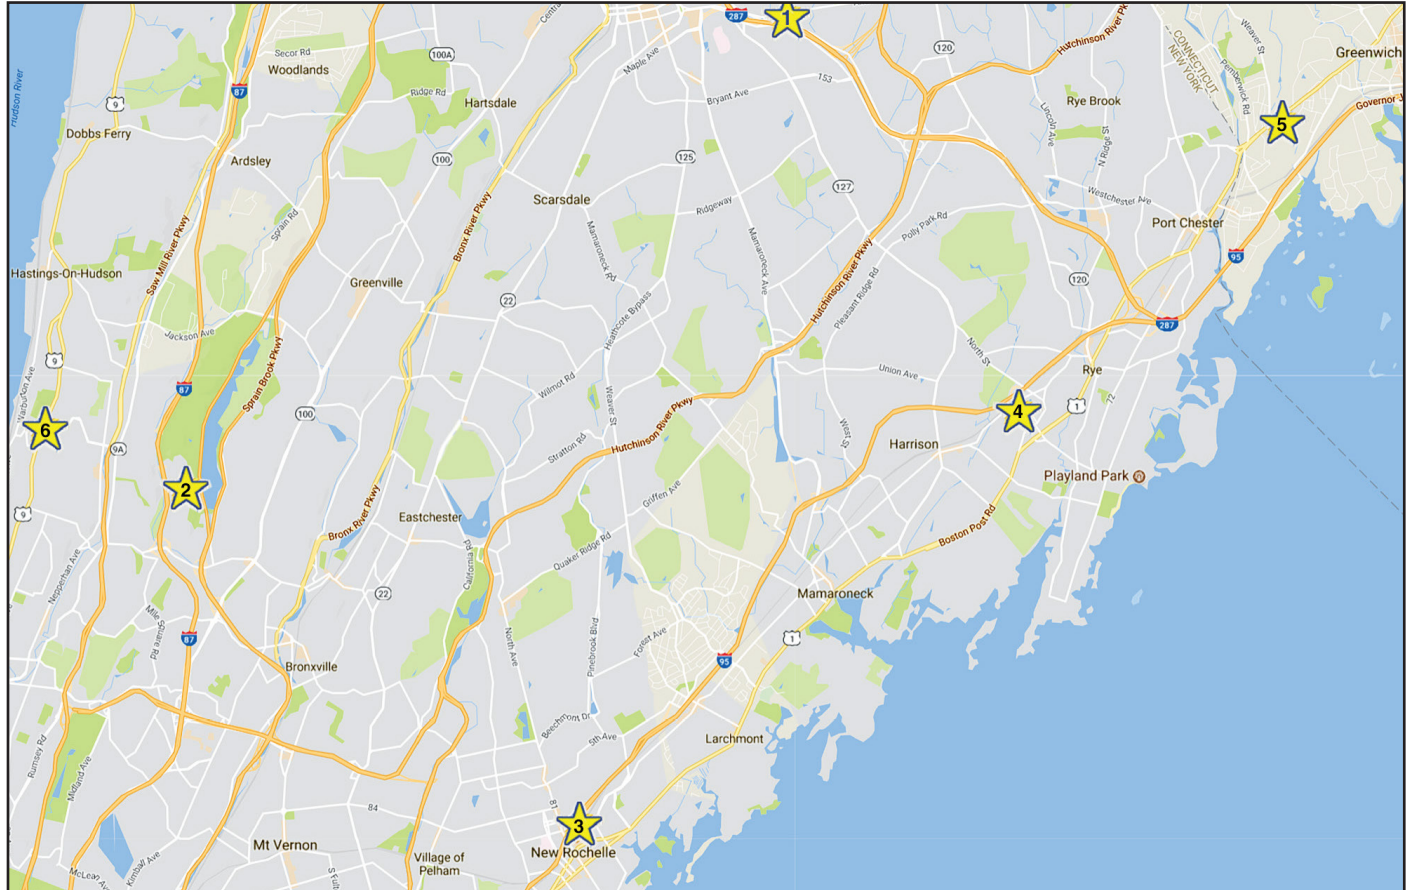 Central
287
1
Hutchinson River Pk
100A
Secor Rd
Woodlands
Maple Ave
120
CONNECTICUT
NEW YORK
Weaver St
Greenwich
Hudson River
87
Ridge Rd
Hartsdale
153
Bryant Ave
Rye Brook
Pemberwick Rd
Governor J
9
Dobbs Ferry
Lincoln Ave
N Ridge St
5
Ardsley
100
125
127
Scarsdale
Ridgeway
Westchester Ave
Port Chester
Sprain Rd
Saw Mill River Pkwy
Bronx River Pkwy
Mamaroneck Rd
Mamaroneck Ave
Polly Park Rd
95
Hastings-On-Hudson
Greenville
22
Hutchinson River Pkwy
Pleasant Ridge Rd
120
Heathcote Bypass
287
Jackson Ave
9
Sprain Brook Pkwy
North St
Union Ave
Rye
87
Wilmot Rd
Warburton Ave
Weaver St
72
1
100
Hutchinson River Pkwy
4
6
West St
Harrison
9A
Stratton Rd
Playland Park
2
Griffen Ave
9
Bronx River Pkwy
Eastchester
Boston Post Rd
California Rd
Quaker Ridge Rd
Nepperhan Ave
22
Mamaroneck
Mile Square Rd
87
North Ave
Pinebrook Blvd
Forest Ave
1
Bronxville
95
Beechmont Dr
5th Ave
Larchmont
Rumsey Rd
Midland Ave
84
81
3
Mt Vernon
New Rochelle
Village of
Pelham
Kimball Ave
McLean Av
S Fult